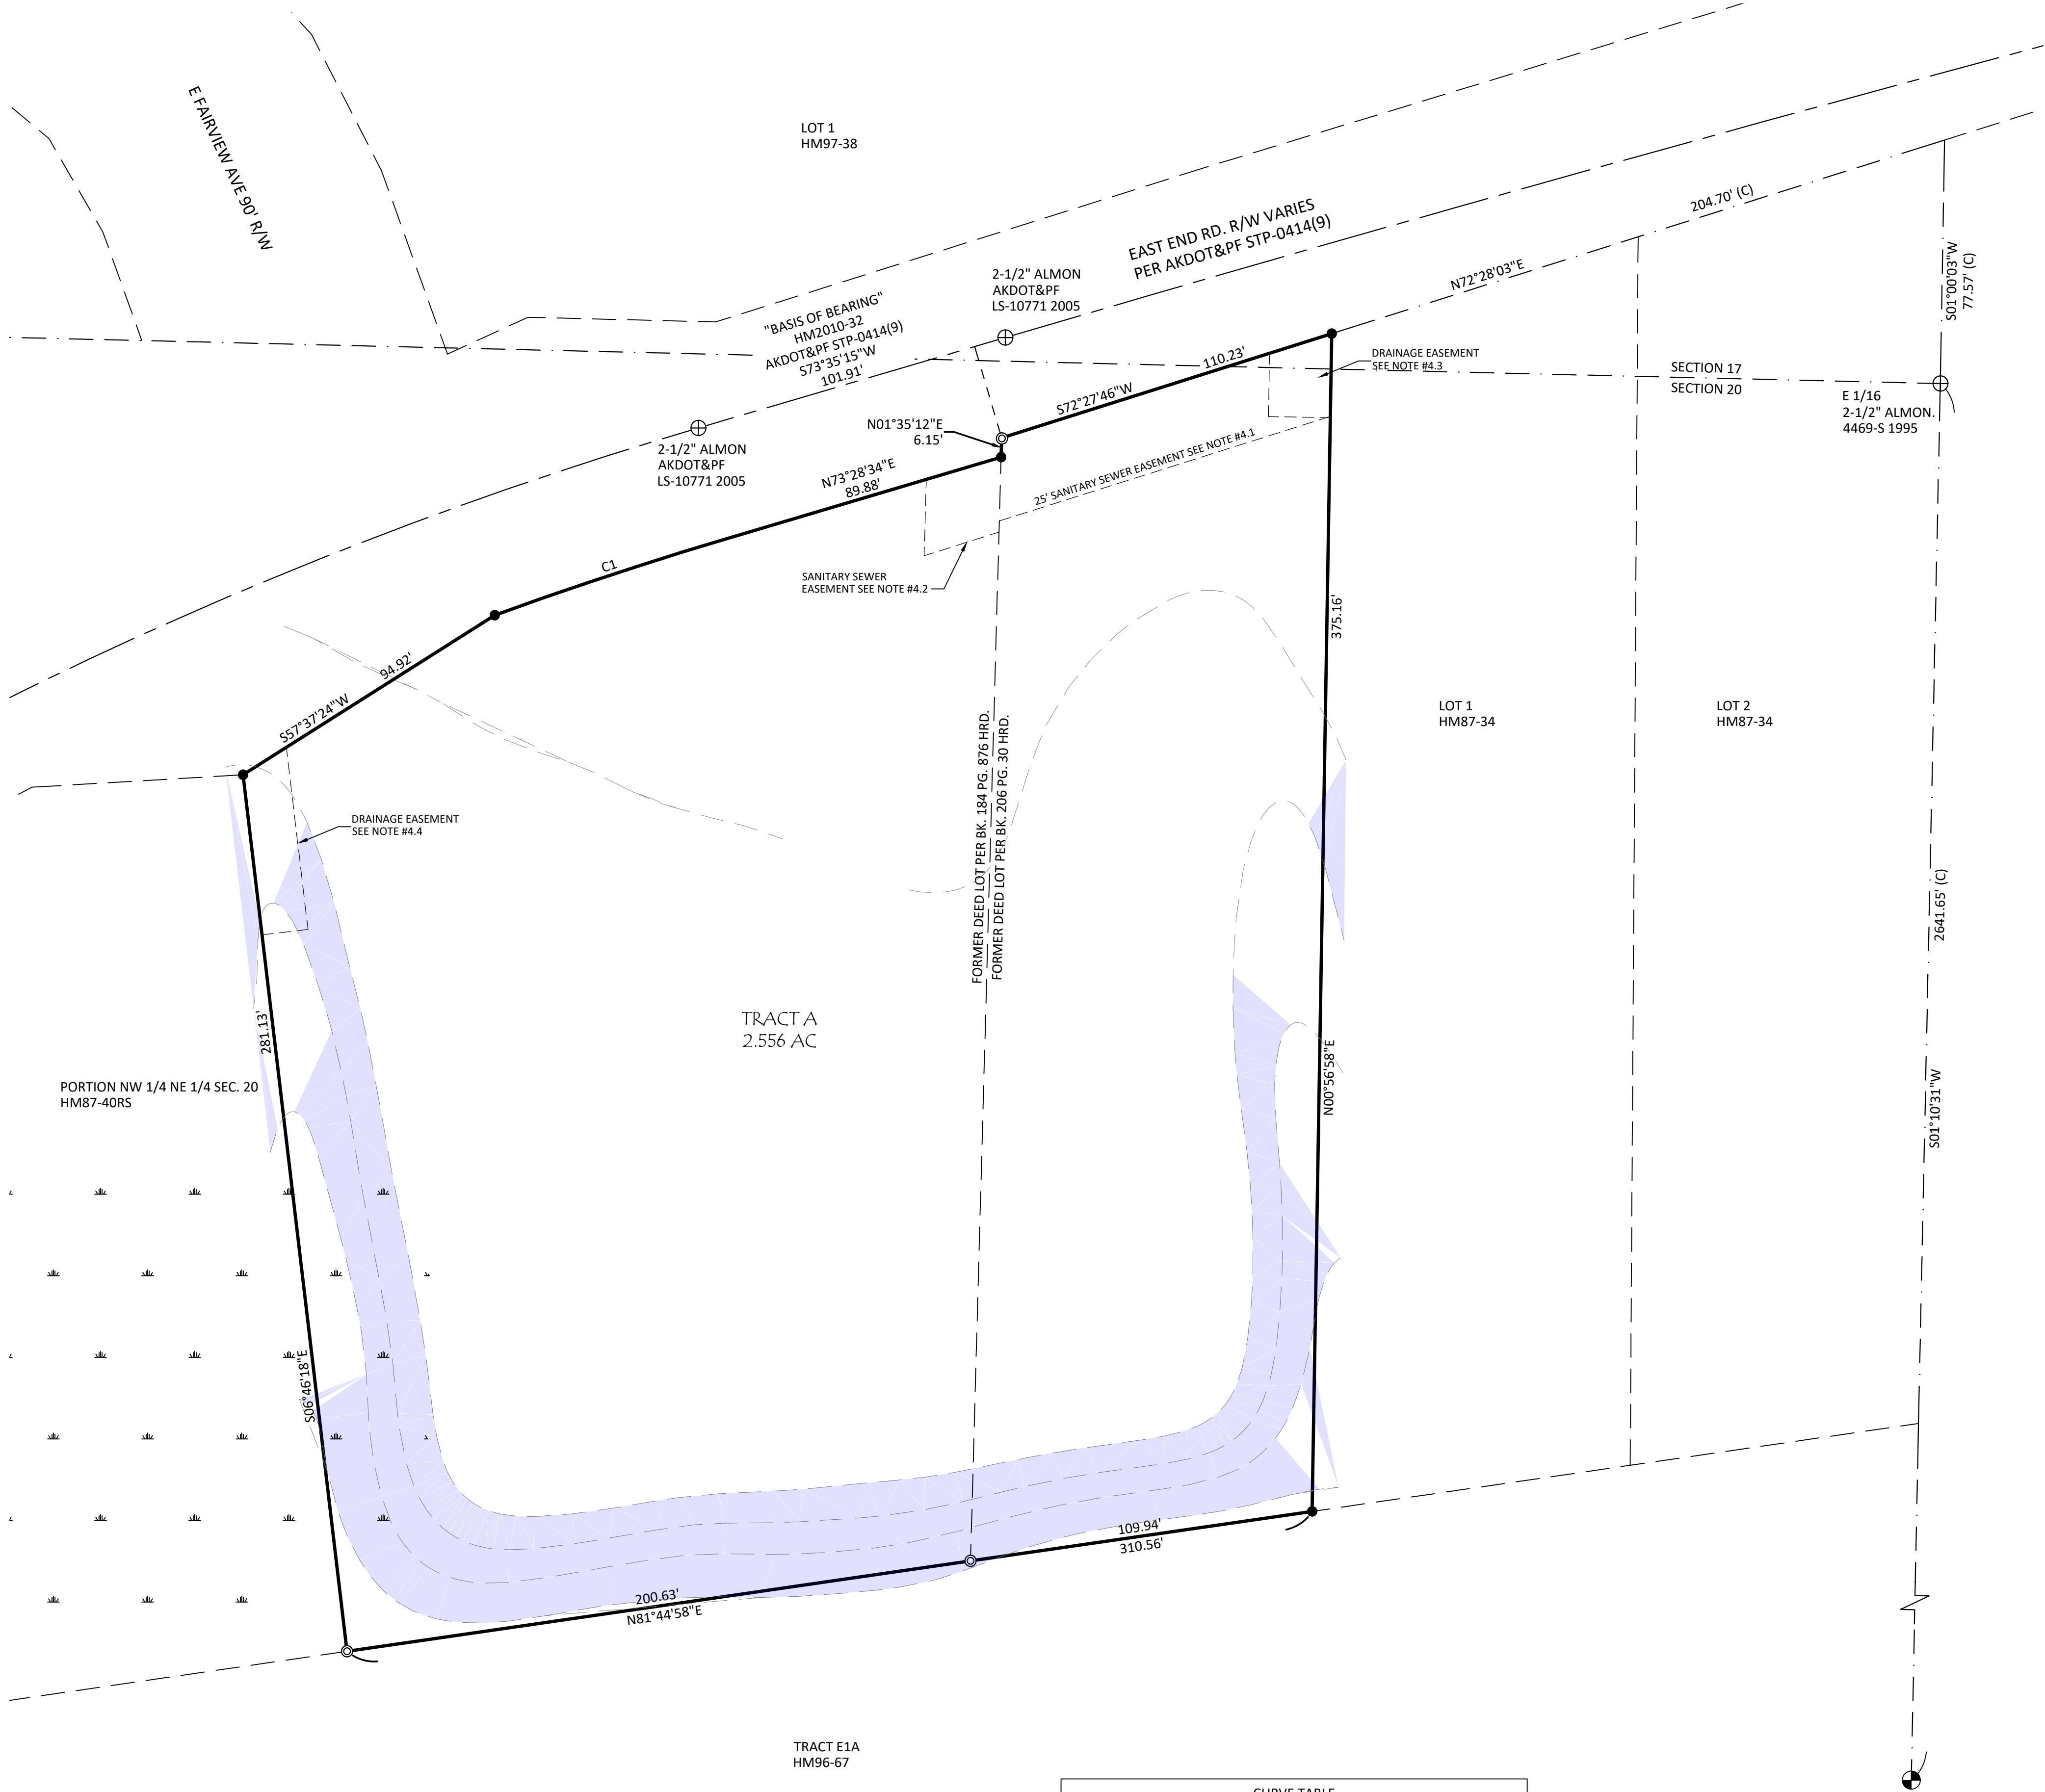 E FAIRVIEW AVE 90' R/W
LOT 1
HM97-38
EAST END RD. R/W VARIES
PER AKDOT&PF STP-0414(9)
204.70' (C)
S01°00'03"W
77.57' (C)
N72°28'03"E
2-1/2" ALMON
AKDOT&PF
LS-10771 2005
"BASIS OF BEARING"
HM2010-32
AKDOT&PF STP-0414(9)
S73°35'15"W
101.91'
110.23'
S72°27'46"W
DRAINAGE EASEMENT
SEE NOTE #4.3
SECTION 17
SECTION 20
E 1/16
2-1/2" ALMON.
4469-S 1995
N01°35'12"E
6.15'
2-1/2" ALMON
AKDOT&PF
LS-10771 2005
N73°28'34"E
89.88'
25' SANITARY SEWER EASEMENT SEE NOTE #4.1
C1
SANITARY SEWER
EASEMENT SEE NOTE #4.2
375.16'
94.92'
S57°37'24"W
LOT 1
HM87-34
LOT 2
HM87-34
FORMER DEED LOT PER BK. 184 PG. 876 HRD.
FORMER DEED LOT PER BK. 206 PG. 30 HRD.
DRAINAGE EASEMENT
SEE NOTE #4.4
2641.65' (C)
281.13'
TRACT A
2.556 AC
N00°56'58"E
S01°10'31"W
PORTION NW 1/4 NE 1/4 SEC. 20
HM87-40RS
S06°46'18"E
109.94'
310.56'
200.63'
N81°44'58"E
TRACT E1A
HM96-67
CURVE TABLE